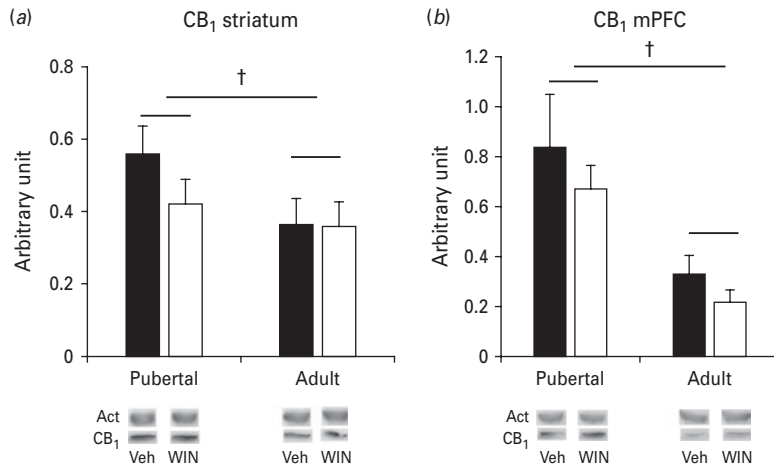 (a) CB₁ striatum
†
0.8
0.6
0.4
0.2
0
Arbitrary unit
Pubertal Adult
Act
CB₁
Veh WIN Veh WIN
(b) CB₁ mPFC
†
1.2
1.0
0.8
0.6
0.4
0.2
0
Arbitrary unit
Pubertal Adult
Act
CB₁
Veh WIN Veh WIN